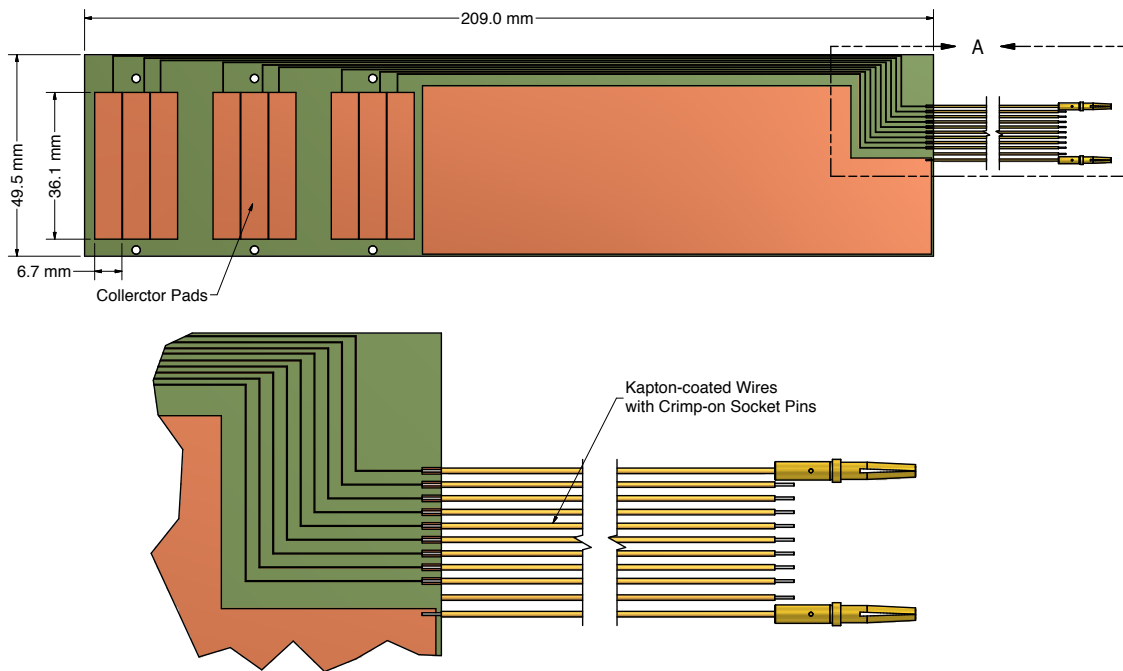 209.0 mm
A
49.5 mm
36.1 mm
6.7 mm
Collerctor Pads
Kapton-coated Wires
with Crimp-on Socket Pins